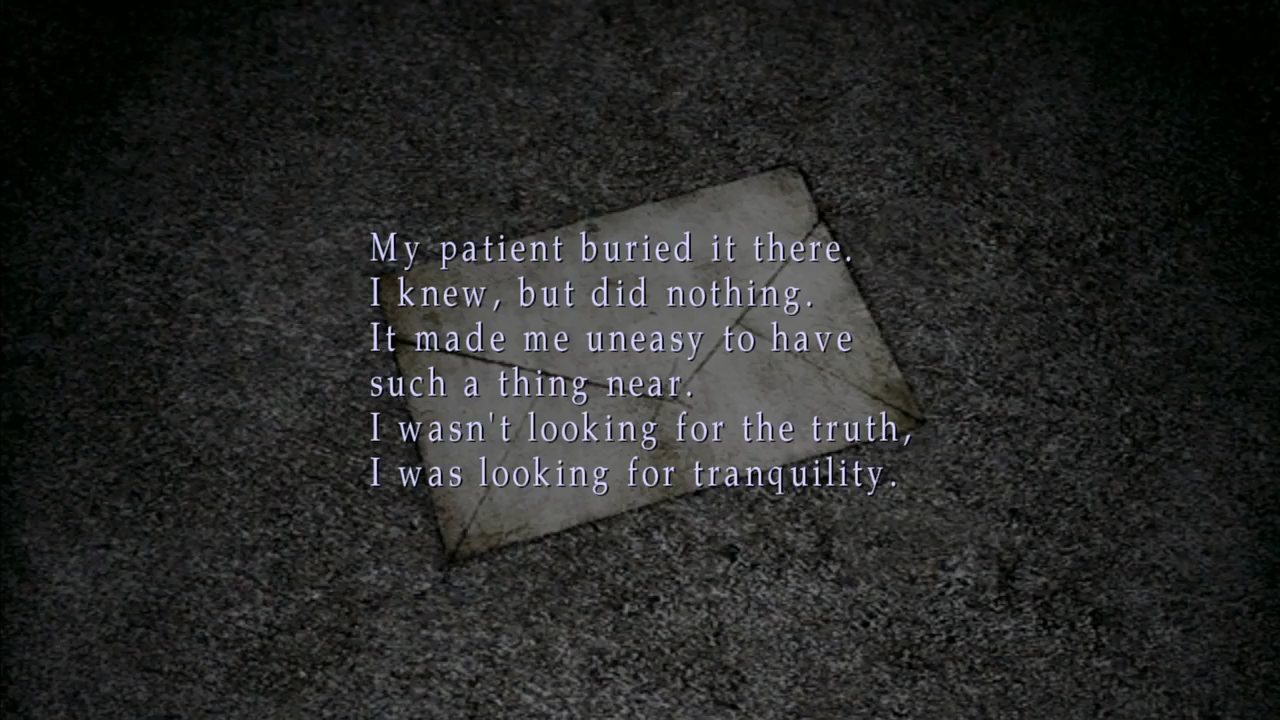 My patient buried it there.
I knew, but did nothing.
It made me uneasy to have
such a thing near.
I wasn't looking for the truth,
I was looking for tranquility.